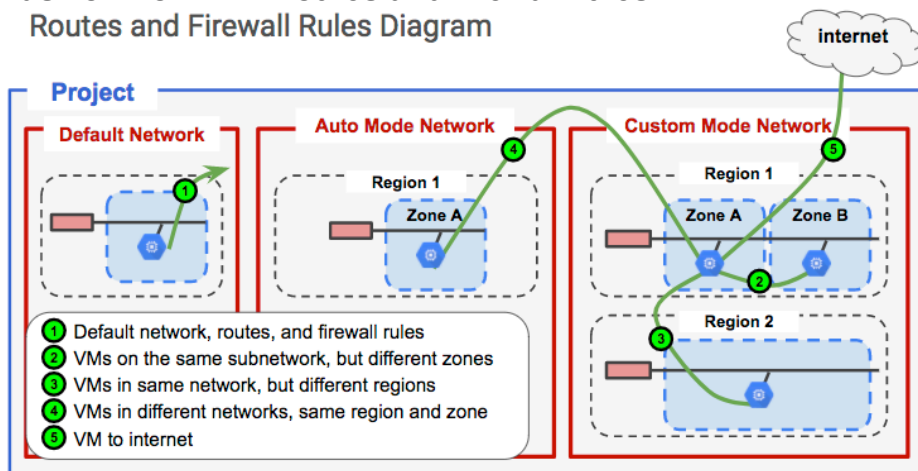 Routes and Firewall Rules Diagram
internet
Project
Default Network
Auto Mode Network
Custom Mode Network
1
4
5
Region 1
Region 1
Zone A
Zone A
Zone B
2
Region 2
3
1 Default network, routes, and firewall rules
2 VMs on the same subnetwork, but different zones
3 VMs in same network, but different regions
4 VMs in different networks, same region and zone
5 VM to internet